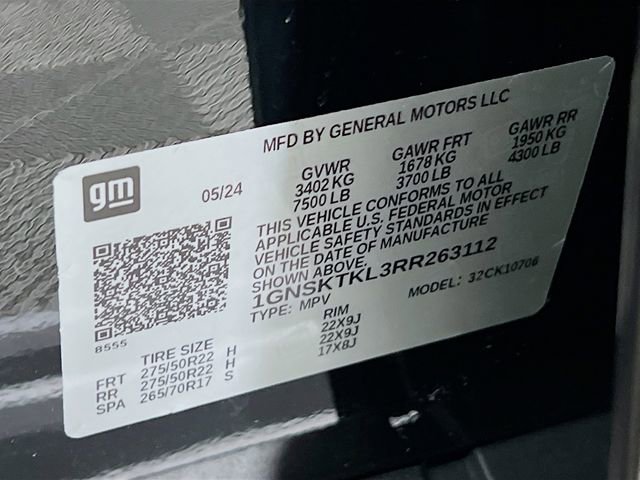 MFD BY GENERAL MOTORS LLC
gm
05/24
GVWR GAWR FRT GAWR RR
3402 KG 1678 KG 1950 KG
7500 LB 3700 LB 4300 LB
THIS VEHICLE CONFORMS TO ALL
APPLICABLE U.S. FEDERAL MOTOR
VEHICLE SAFETY STANDARDS IN EFFECT
ON THE DATE OF MANUFACTURE
SHOWN ABOVE.
1GNSKTKL3RR263112
TYPE: MPV MODEL: 32CK10706
8555
TIRE SIZE RIM
FRT 275/50R22 H 22X9J
RR 275/50R22 H 22X9J
SPA 265/70R17 S 17X8J